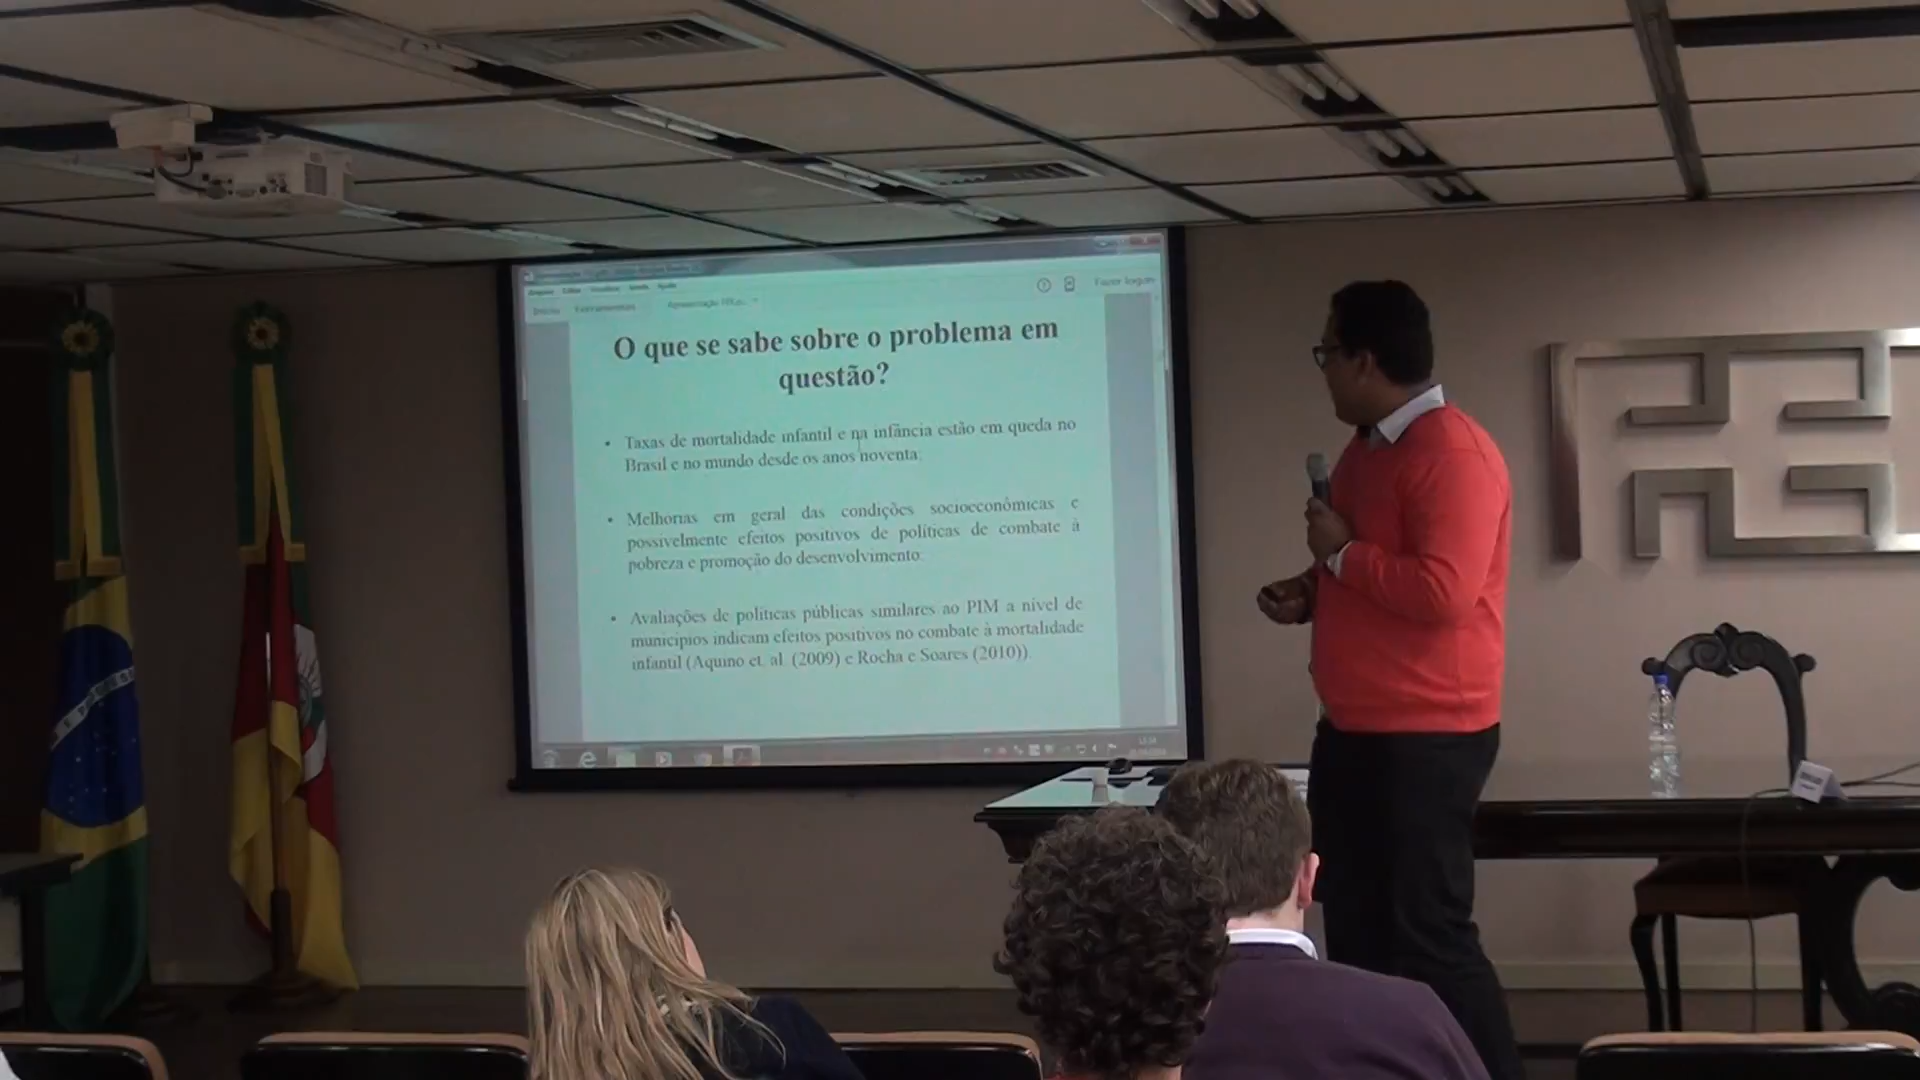 Fazer logon
Início Ferramentas Apresentação
O que se sabe sobre o problema em
questão?
• Taxas de mortalidade infantil e na infância estão em queda no
Brasil e no mundo desde os anos noventa;
• Melhorias em geral das condições socioeconômicas e
possivelmente efeitos positivos de políticas de combate à
pobreza e promoção do desenvolvimento;
• Avaliações de políticas públicas similares ao PIM a nível de
municípios indicam efeitos positivos no combate à mortalidade
infantil (Aquino et. al. (2009) e Rocha e Soares (2010)).